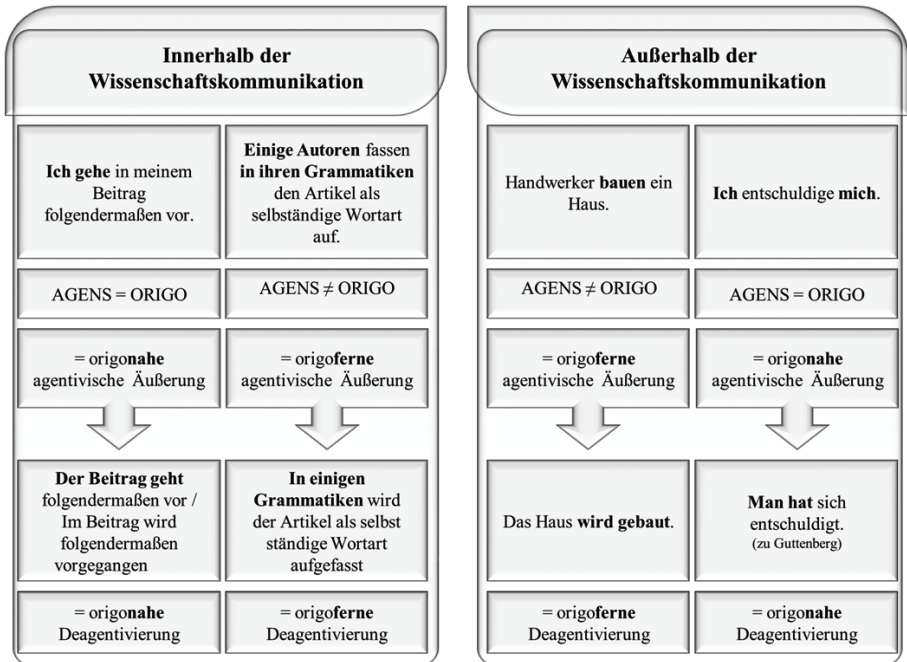 Innerhalb der
Wissenschaftskommunikation
Ich gehe in meinem
Beitrag
folgendermaßen vor.
Einige Autoren fassen
in ihren Grammatiken
den Artikel als
selbständige Wortart
auf.
AGENS = ORIGO
AGENS ≠ ORIGO
= origonahe
agentivische Äußerung
= origoferne
agentivische Äußerung
Der Beitrag geht
folgendermaßen vor /
Im Beitrag wird
folgendermaßen
vorgegangen
In einigen
Grammatiken wird
der Artikel als selbst
ständige Wortart
aufgefasst
= origonahe
Deagentivierung
= origoferne
Deagentivierung
Außerhalb der
Wissenschaftskommunikation
Handwerker bauen ein
Haus.
Ich entschuldige mich.
AGENS ≠ ORIGO
AGENS = ORIGO
= origoferne
agentivische Äußerung
= origonahe
agentivische Äußerung
Das Haus wird gebaut.
Man hat sich
entschuldigt.
(zu Guttenberg)
= origoferne
Deagentivierung
= origonahe
Deagentivierung